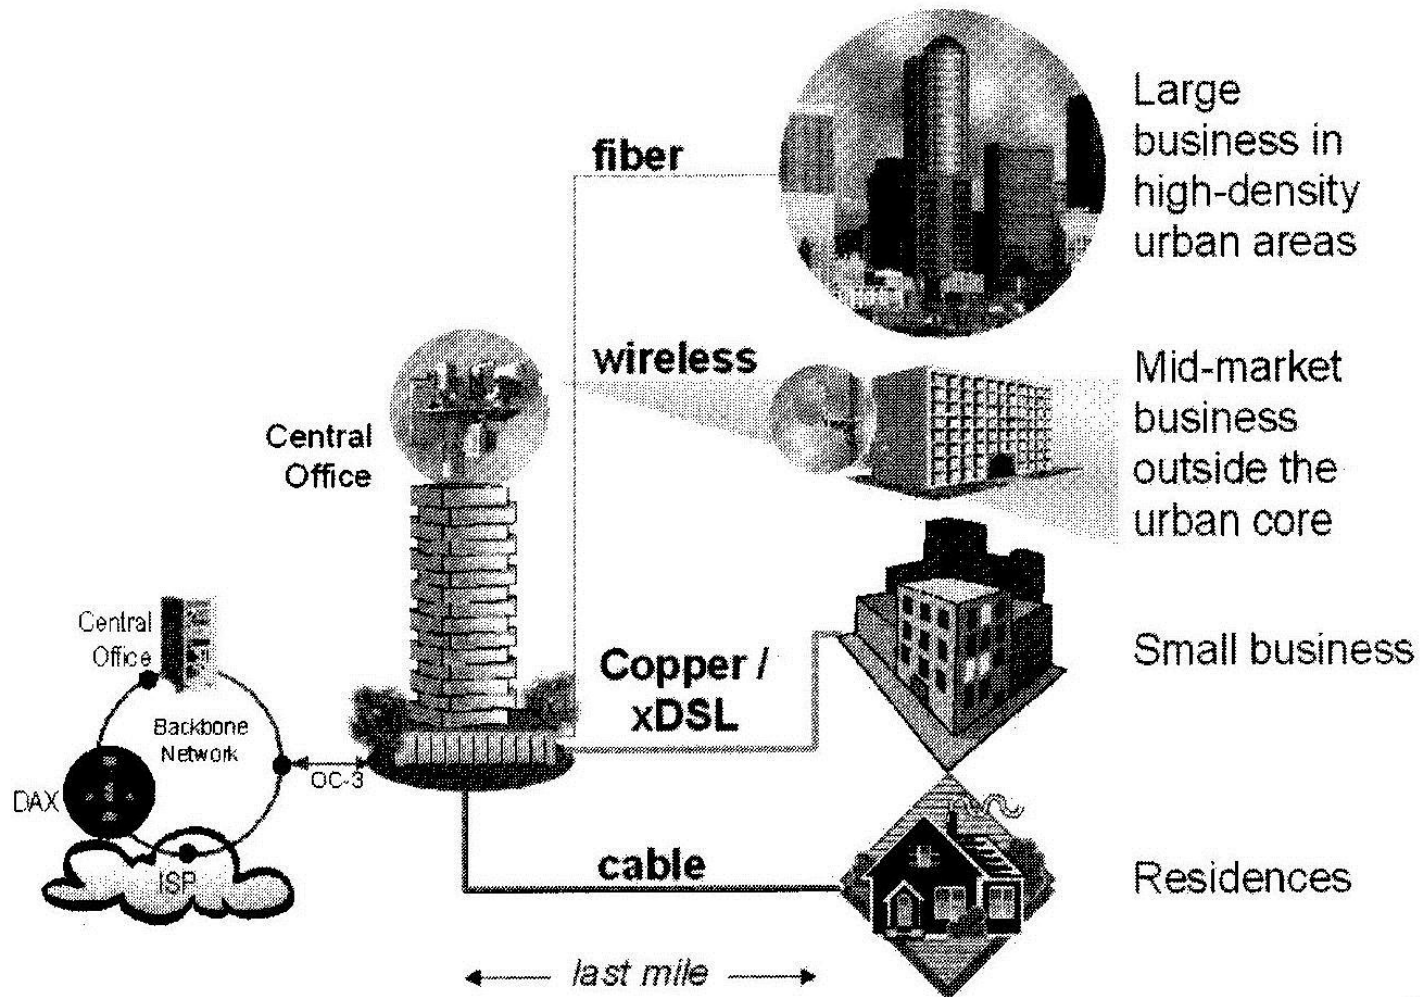 fiber
Large
business in
high-density
urban areas
wireless
Mid-market
business
outside the
urban core
Central
Office
Central
Office
Backbone
Network
DAX
OC-3
ISP
Copper /
xDSL
Small business
cable
Residences
last mile